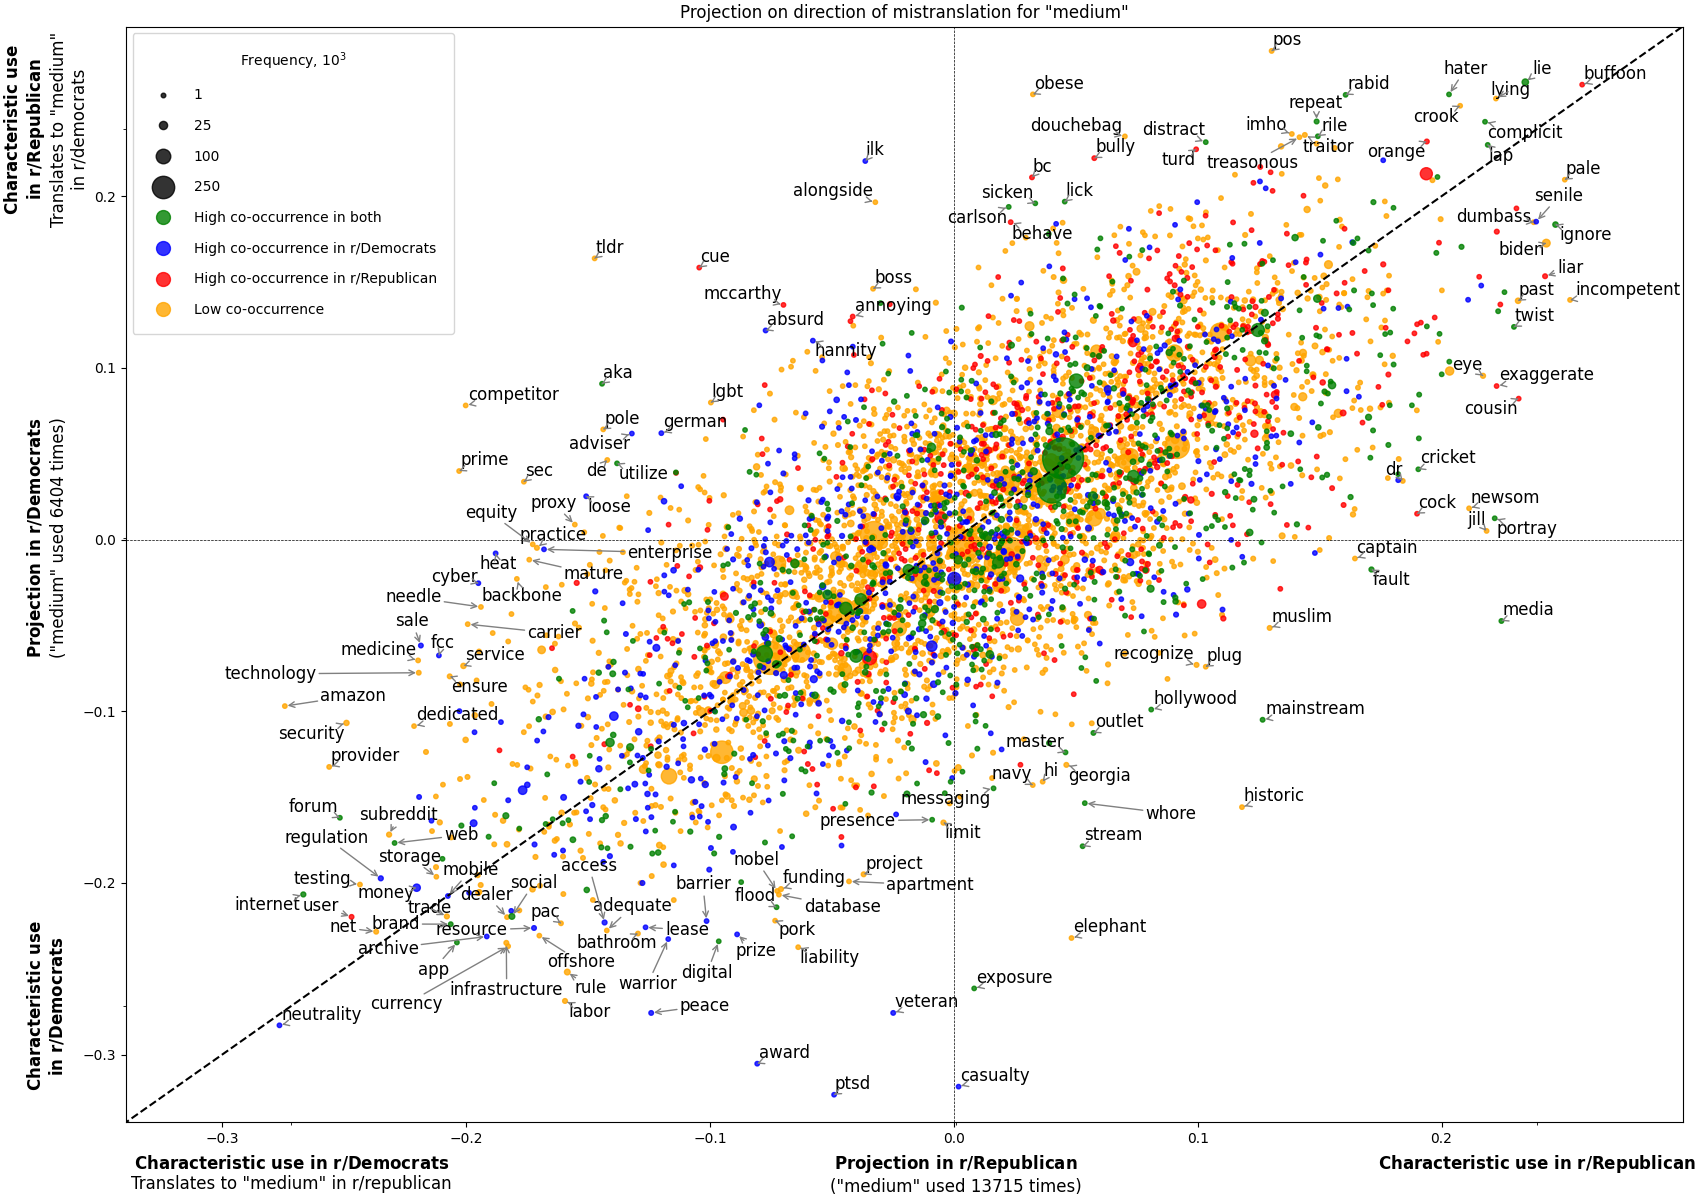 Projection on direction of mistranslation for "medium"
Characteristic use
in r/Republican
Translates to "medium"
in r/democrats
Projection in r/Democrats
("medium" used 6404 times)
Characteristic use
in r/Democrats
Frequency, 10³
1
25
100
250
High co-occurrence in both
High co-occurrence in r/Democrats
High co-occurrence in r/Republican
Low co-occurrence
0.2
0.1
0.0
−0.1
−0.2
−0.3
pos
obese
rabid
hater
lie
buffoon
lying
crook
repeat
douchebag
distract
imho
rile
complicit
bully
turd
treasonous
traitor
orange
lap
jlk
bc
pale
alongside
sicken
lick
senile
carlson
behave
dumbass
ignore
tldr
cue
biden
liar
boss
mccarthy
annoying
past
incompetent
absurd
twist
hannity
aka
eye
exaggerate
competitor
lgbt
cousin
pole
german
adviser
prime
sec
de
utilize
dr
cricket
proxy
loose
cock
newsom
equity
practice
jill
portray
enterprise
captain
heat
mature
fault
cyber
backbone
needle
media
sale
carrier
muslim
medicine
fcc
service
recognize
plug
technology
ensure
amazon
hollywood
dedicated
outlet
mainstream
security
master
provider
navy
hi
georgia
messaging
historic
forum
subreddit
presence
whore
regulation
web
limit
stream
storage
mobile
access
nobel
project
testing
money
dealer
social
barrier
funding
apartment
internet
user
trade
adequate
flood
database
net
brand
resource
pac
lease
pork
elephant
archive
bathroom
prize
liability
app
offshore
digital
exposure
currency
infrastructure
rule
warrior
neutrality
labor
peace
veteran
award
ptsd
casualty
−0.3
−0.2
−0.1
0.0
0.1
0.2
Characteristic use in r/Democrats
Translates to "medium" in r/republican
Projection in r/Republican
("medium" used 13715 times)
Characteristic use in r/Republican